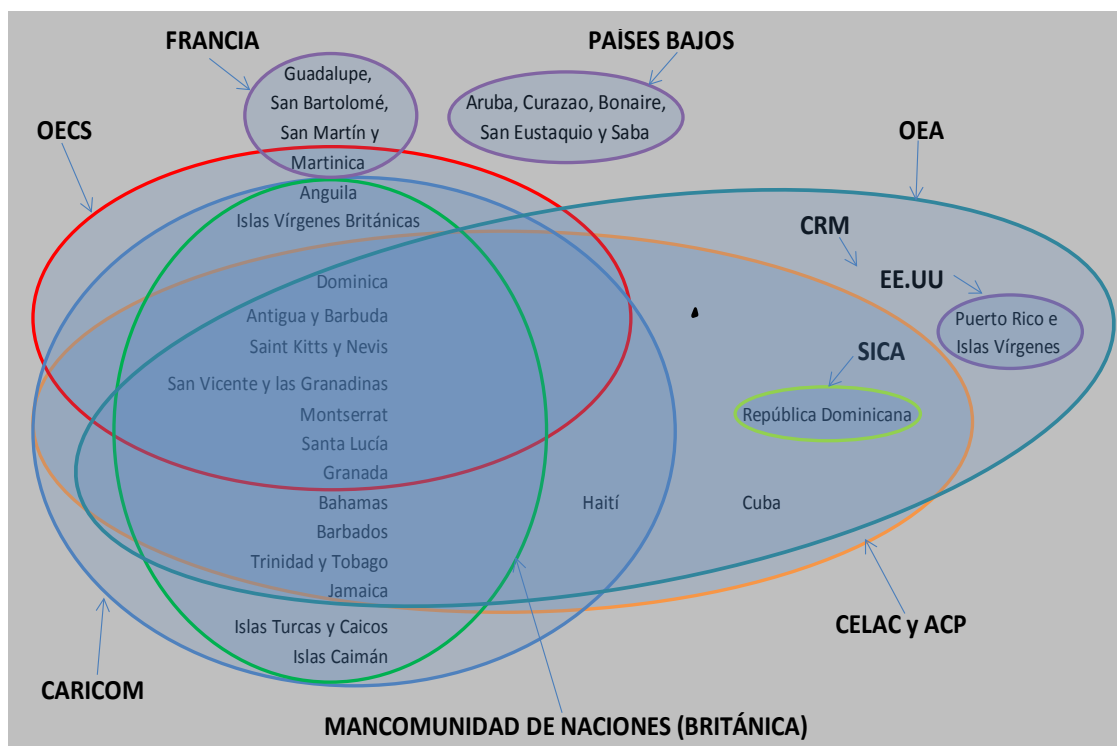 FRANCIA
PAÍSES BAJOS
Guadalupe,
San Bartolomé,
San Martín y
Martinica
Aruba, Curazao, Bonaire,
San Eustaquio y Saba
OECS
OEA
Anguila
Islas Vírgenes Británicas
CRM
EE.UU
Dominica
Antigua y Barbuda
Puerto Rico e
Islas Vírgenes
Saint Kitts y Nevis
SICA
San Vicente y las Granadinas
Montserrat
República Dominicana
Santa Lucía
Granada
Bahamas
Haití
Cuba
Barbados
Trinidad y Tobago
Jamaica
Islas Turcas y Caicos
CELAC y ACP
Islas Caimán
CARICOM
MANCOMUNIDAD DE NACIONES (BRITÁNICA)